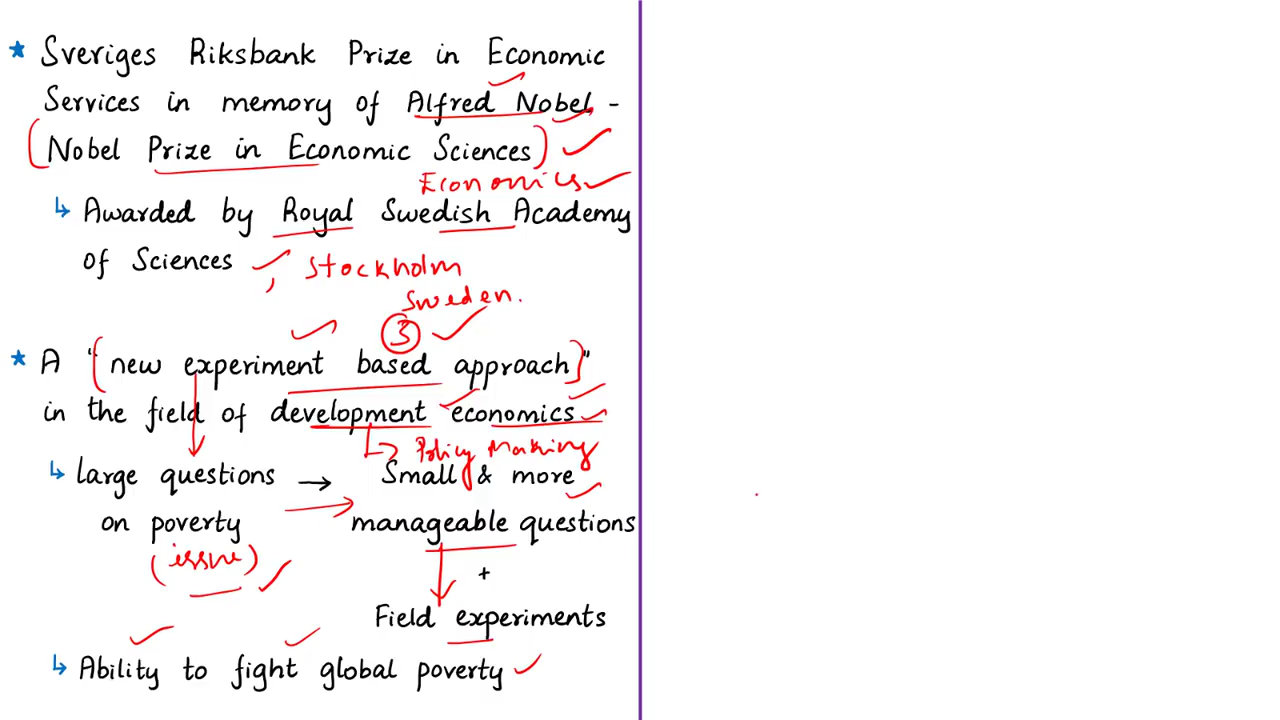 * Sveriges Riksbank Prize in Economic
Services in memory of Alfred Nobel -
(Nobel Prize in Economic Sciences)
Economics
↳ Awarded by Royal Swedish Academy
of Sciences , Stockholm
Sweden.
3
* A "[new experiment based approach]"
in the field of development economics
↳ Policy Making
↳ Large questions → Small & more
on poverty → manageable questions
(issue)
+
Field experiments
↳ Ability to fight global poverty